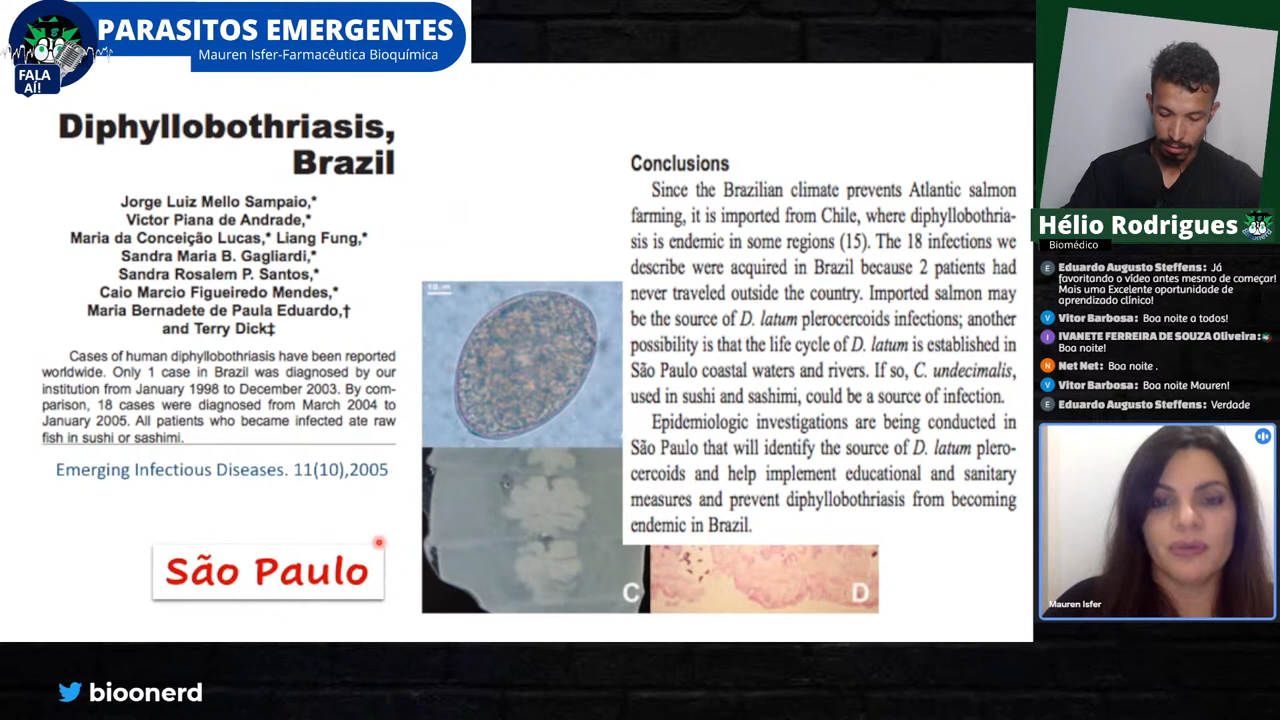 PARASITOS EMERGENTES
Mauren Isfer-Farmacêutica Bioquímica
FALA
AÍ!
Diphyllobothriasis,
Brazil
Jorge Luiz Mello Sampaio,*
Victor Piana de Andrade,*
Maria da Conceição Lucas,* Liang Fung,*
Sandra Maria B. Gagliardi,*
Sandra Rosalem P. Santos,*
Caio Marcio Figueiredo Mendes,*
Maria Bernadete de Paula Eduardo,†
and Terry Dick‡
Cases of human diphyllobothriasis have been reported
worldwide. Only 1 case in Brazil was diagnosed by our
institution from January 1998 to December 2003. By com-
parison, 18 cases were diagnosed from March 2004 to
January 2005. All patients who became infected ate raw
fish in sushi or sashimi.
Emerging Infectious Diseases. 11(10),2005
São Paulo
C
D
Conclusions
Since the Brazilian climate prevents Atlantic salmon
farming, it is imported from Chile, where diphyllobothria-
sis is endemic in some regions (15). The 18 infections we
describe were acquired in Brazil because 2 patients had
never traveled outside the country. Imported salmon may
be the source of D. latum plerocercoids infections; another
possibility is that the life cycle of D. latum is established in
São Paulo coastal waters and rivers. If so, C. undecimalis,
used in sushi and sashimi, could be a source of infection.
Epidemiologic investigations are being conducted in
São Paulo that will identify the source of D. latum plero-
cercoids and help implement educational and sanitary
measures and prevent diphyllobothriasis from becoming
endemic in Brazil.
Hélio Rodrigues
Biomédico
E Eduardo Augusto Steffens: Já
favoritando o vídeo antes mesmo de começar!
Mais uma Excelente oportunidade de
aprendizado clínico!
V Vitor Barbosa: Boa noite a todos!
I IVANETE FERREIRA DE SOUZA Oliveira:
Boa noite!
N Net Net: Boa noite .
V Vitor Barbosa: Boa noite Mauren!
E Eduardo Augusto Steffens: Verdade
Mauren Isfer
bioonerd